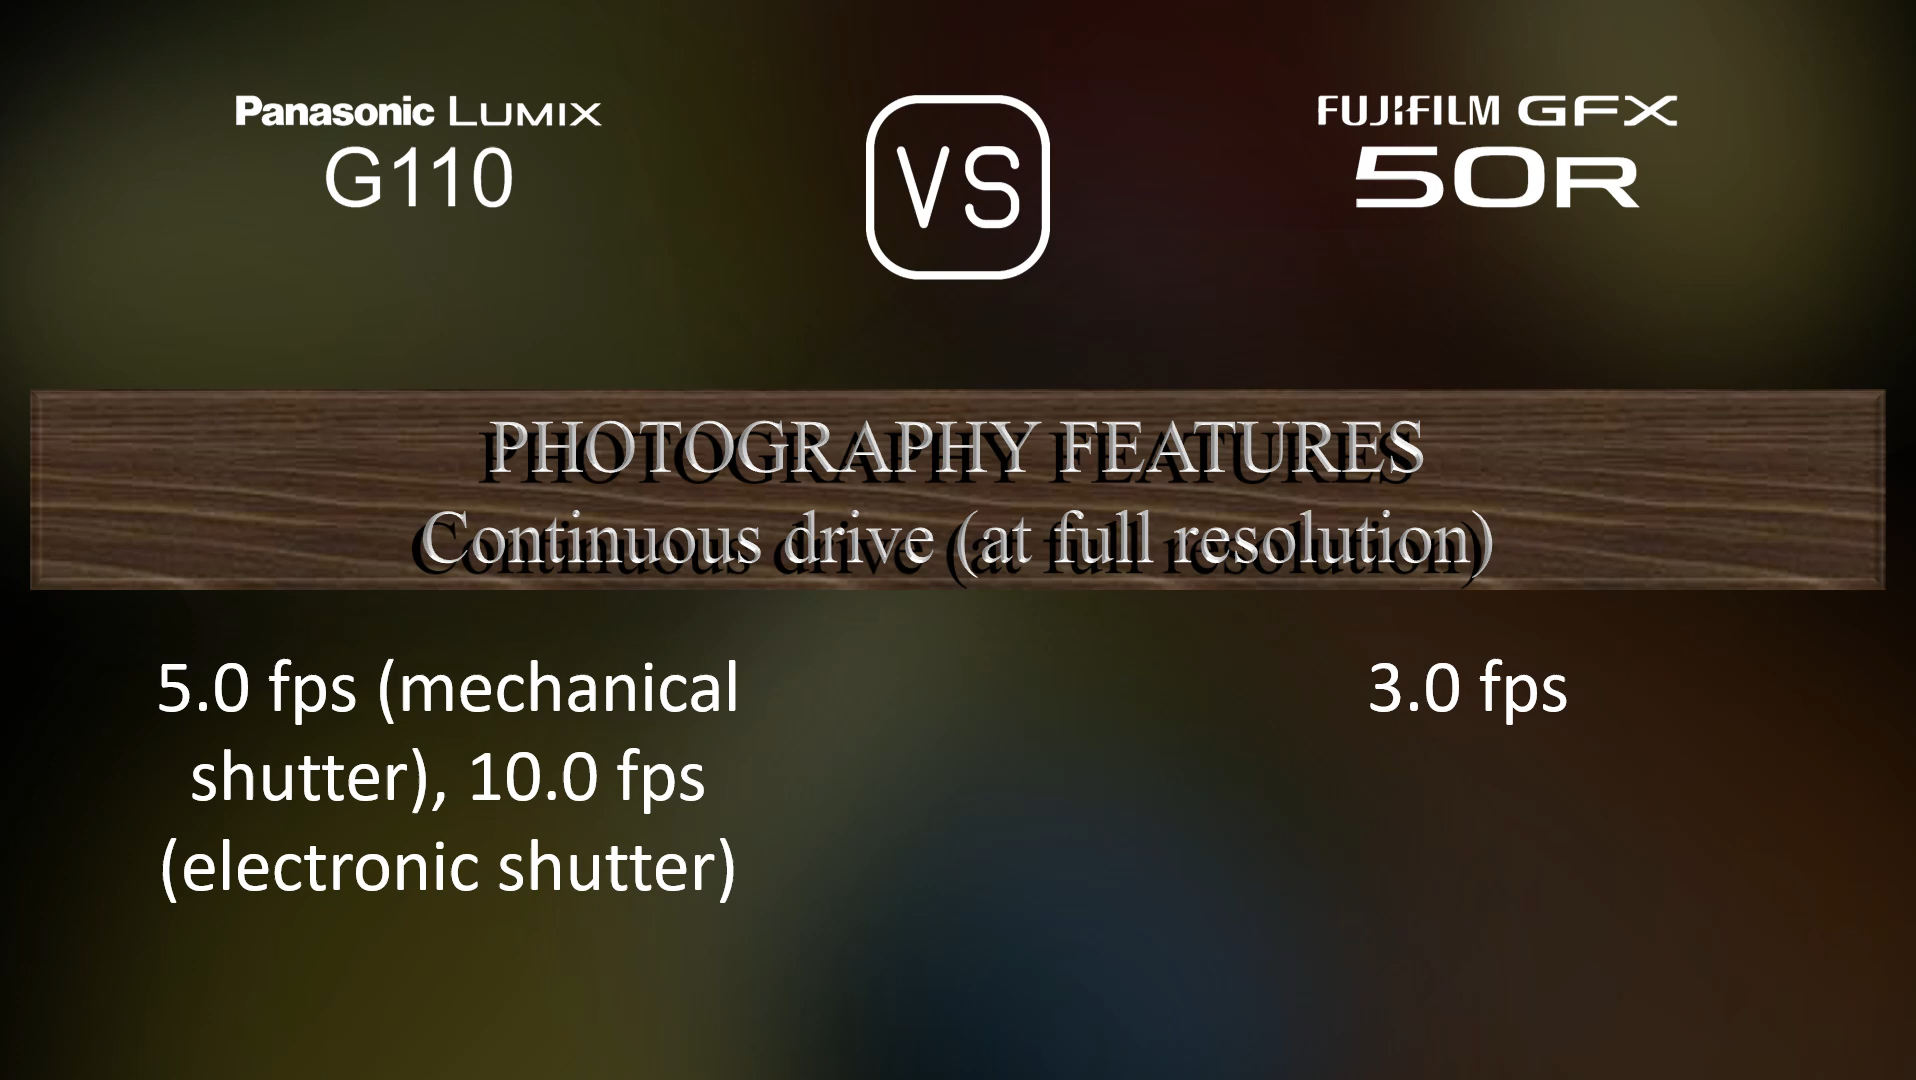 Panasonic LUMIX
G110
VS
FUJIFILM GFX
50R
PHOTOGRAPHY FEATURES
Continuous drive (at full resolution)
5.0 fps (mechanical
shutter), 10.0 fps
(electronic shutter)
3.0 fps